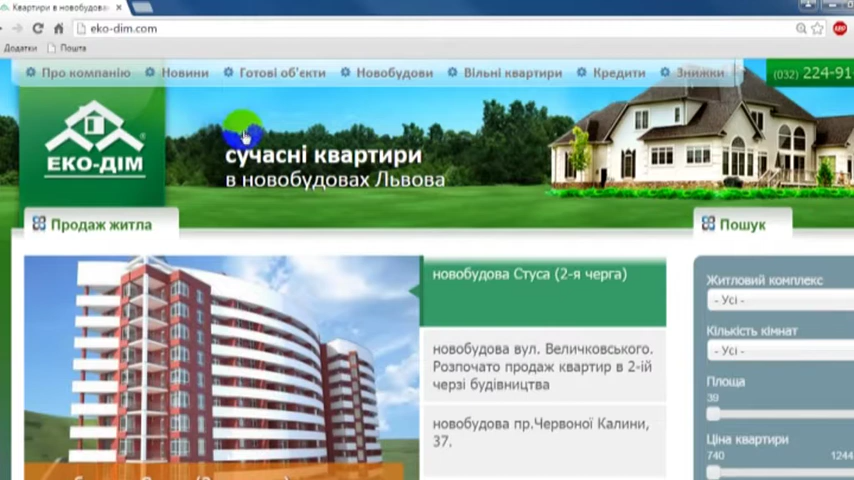 Квартири в новобудова
eko-dim.com
Додатки
Пошта
Про компанію
Новини
Готові об'єкти
Новобудови
Вільні квартири
Кредити
Знижки
(032) 224-91
ЕКО-ДІМ
сучасні квартири
в новобудовах Львова
Продаж житла
Пошук
новобудова Стуса (2-я черга)
новобудова вул. Величковського.
Розпочато продаж квартир в 2-ій
черзі будівництва
новобудова пр.Червоної Калини,
37.
Житловий комплекс
- Усі -
Кількість кімнат
- Усі -
Площа
39
Ціна квартири
740
1244